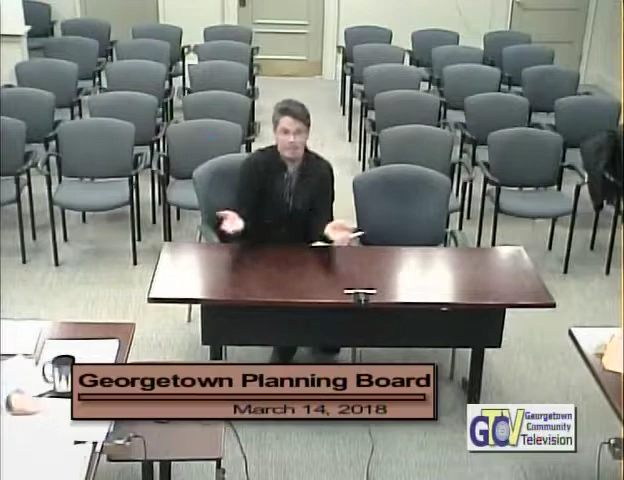 Georgetown Planning Board
March 14, 2018
GCTV Georgetown
Community
Television